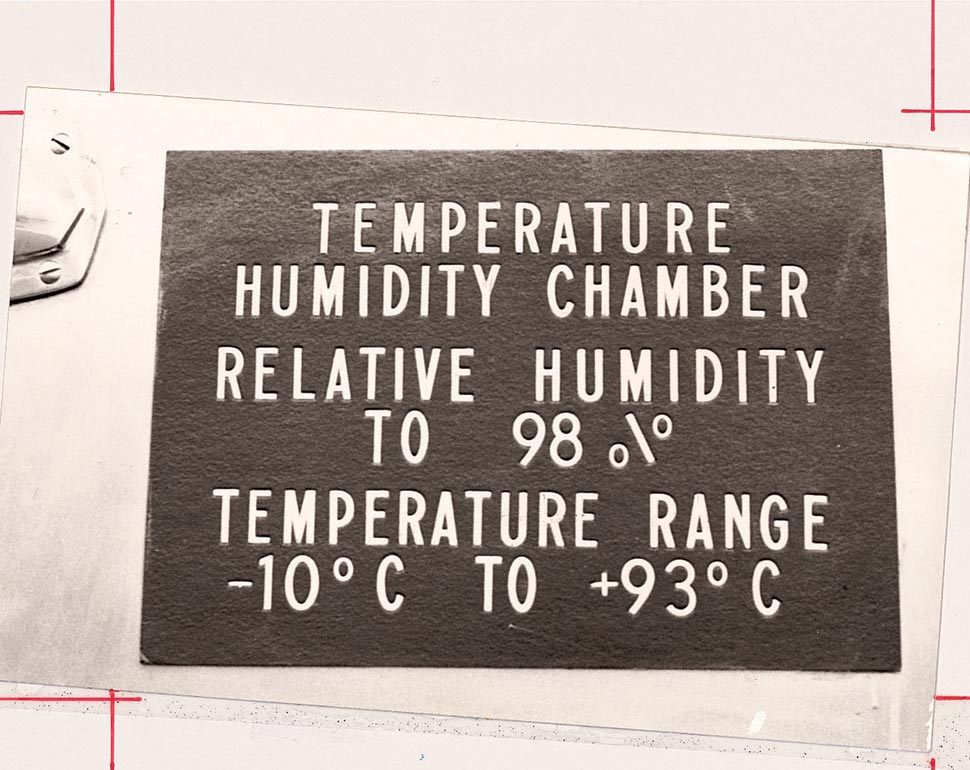 TEMPERATURE
HUMIDITY CHAMBER
RELATIVE HUMIDITY
TO 98 o\o
TEMPERATURE RANGE
-10° C TO +93° C